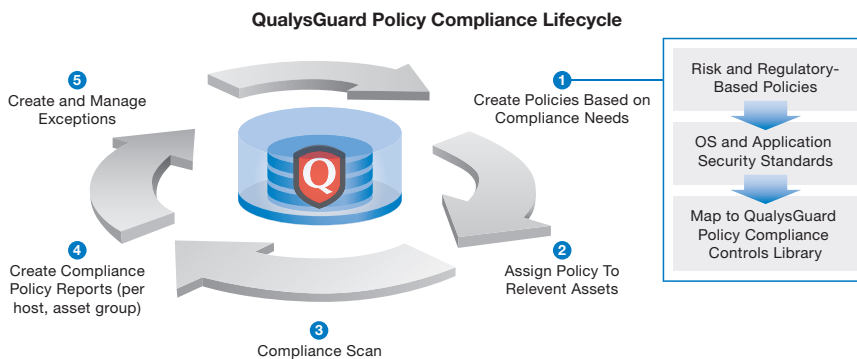 QualysGuard Policy Compliance Lifecycle
1
Create Policies Based on
Compliance Needs
Risk and Regulatory-
Based Policies
OS and Application
Security Standards
Map to QualysGuard
Policy Compliance
Controls Library
2
Assign Policy To
Relevent Assets
3
Compliance Scan
4
Create Compliance
Policy Reports (per
host, asset group)
5
Create and Manage
Exceptions
Q